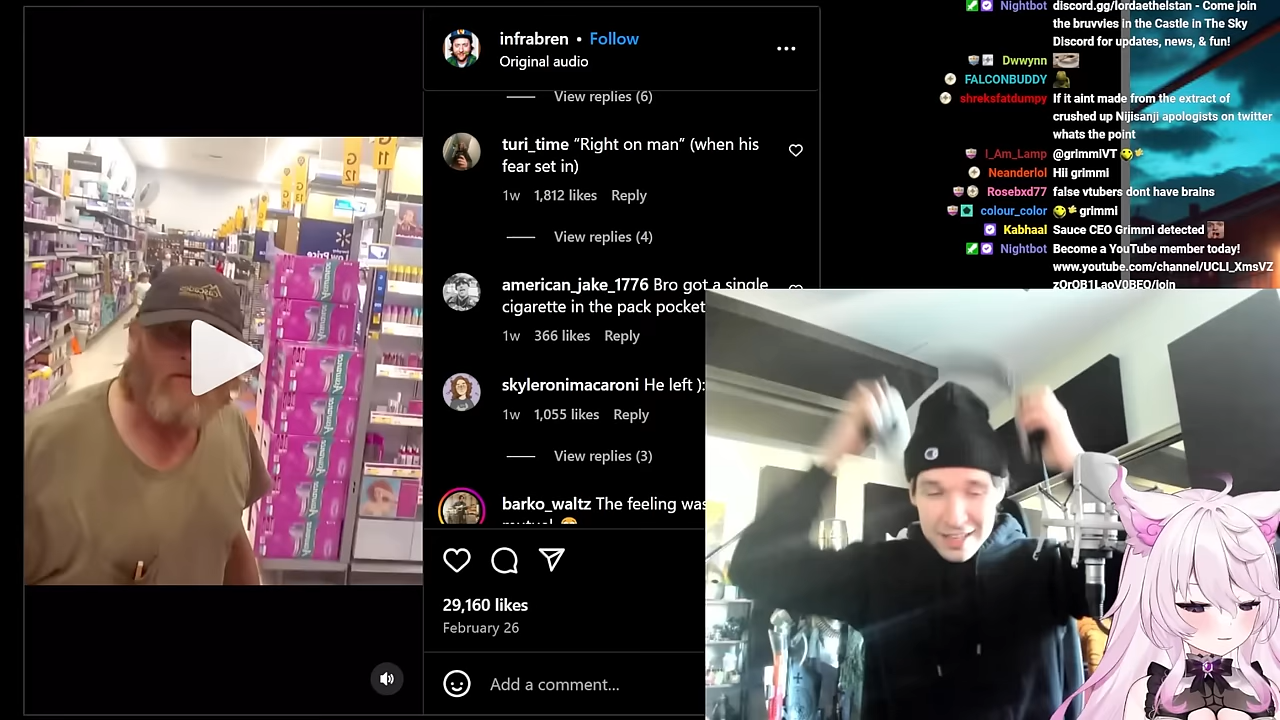 infrabren • Follow
Original audio
View replies (6)
turi_time “Right on man” (when his
fear set in)
1w 1,812 likes Reply
View replies (4)
american_jake_1776 Bro got a single
cigarette in the pack pocket
1w 366 likes Reply
skyleronimacaroni He left ):
1w 1,055 likes Reply
View replies (3)
barko_waltz The feeling was
29,160 likes
February 26
Add a comment...
G
11
G
12
Nightbot discord.gg/lordaethelstan - Come join
the bruvvies in the Castle in The Sky
Discord for updates, news, & fun!
Dwwynn
FALCONBUDDY
shreksfatdumpy If it aint made from the extract of
crushed up Nijisanji apologists on twitter
whats the point
I_Am_Lamp @grimmiVT
Neanderlol Hii grimmi
Rosebxd77 false vtubers dont have brains
colour_color grimmi
Kabhaal Sauce CEO Grimmi detected
Nightbot Become a YouTube member today!
www.youtube.com/channel/UCLI_XmsVZ